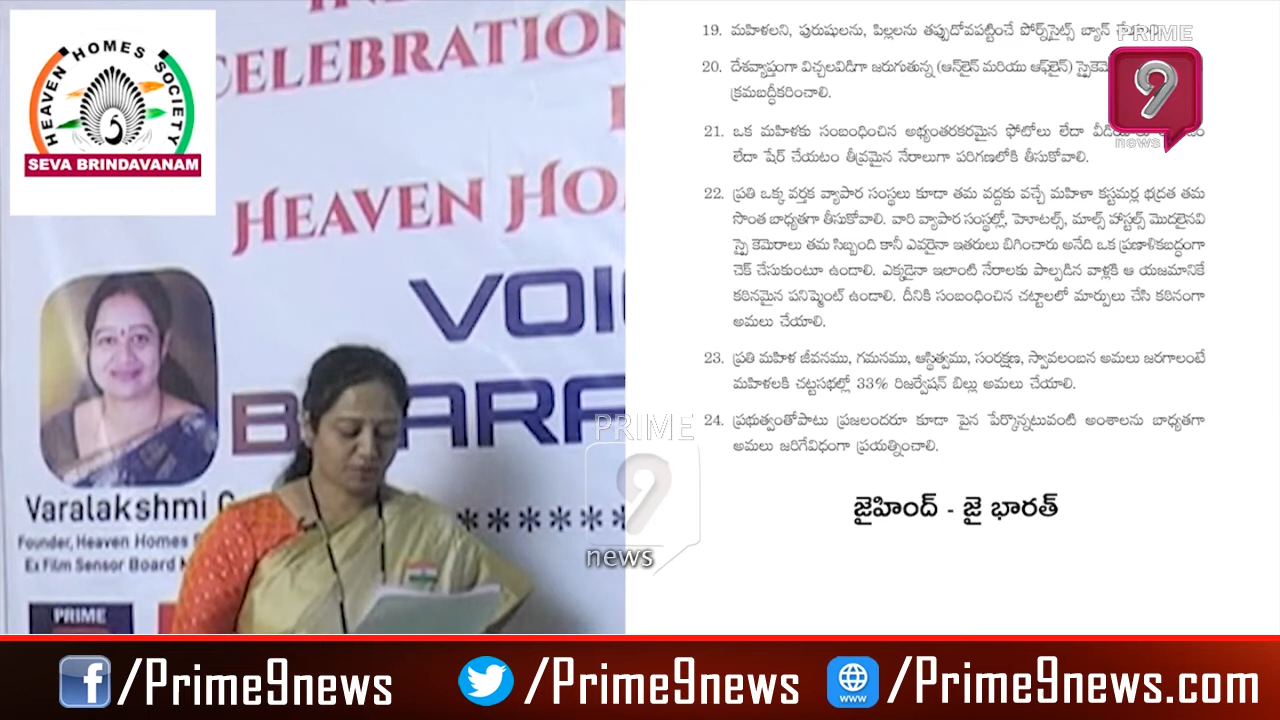 HEAVEN HOMES SOCIETY
SEVA BRINDAVANAM
CELEBRATION
HEAVEN
Varalakshmi
Founder, Heaven Homes
Ex Film Sensor Board
PRIME
19. మహిళలని, పురుషులను, పిల్లలను తప్పుదోవపట్టించే పోర్న్‌సైట్స్ బ్యాన్
20. దేశవ్యాప్తంగా విచ్చలవిడిగా జరుగుతున్న (ఆన్‌లైన్ మరియు ఆఫ్‌లైన్)
క్రమబద్ధీకరించాలి.
21. ఒక మహిళకు సంబంధించిన అభ్యంతరకరమైన ఫోటోలు లేదా
లేదా షేర్ చేయటం తీవ్రమైన నేరాలుగా పరిగణలోకి తీసుకోవాలి.
22. ప్రతి ఒక్క వర్తక వ్యాపార సంస్థలు కూడా తమ వద్దకు వచ్చే మహిళా కస్టమర్ల భద్రత తమ
సొంత బాధ్యతగా తీసుకోవాలి. వారి వ్యాపార సంస్థల్లో, హెూటల్స్, మాల్స్ హాస్టల్స్ మొదలైనవి
స్పై కెమెరాలు తమ సిబ్బంది కానీ ఎవరైనా ఇతరులు బిగించారు అనేది ఒక ప్రణాళికబద్ధంగా
చెక్ చేసుకుంటూ ఉండాలి. ఎక్కడైనా ఇలాంటి నేరాలకు పాల్పడిన వాళ్లకి ఆ యజమానికే
కఠినమైన పనిష్మెంట్ ఉండాలి. దీనికి సంబంధించిన చట్టాలలో మార్పులు చేసి కఠినంగా
అమలు చేయాలి.
23. ప్రతి మహిళ జీవనము, గమనము, ఆస్థిత్వము, సంరక్షణ, స్వావలంబన అమలు జరగాలంటే
మహిళలకి చట్టసభల్లో 33% రిజర్వేషన్ బిల్లు అమలు చేయాలి.
24. ప్రభుత్వంతోపాటు ప్రజలందరూ కూడా పైన పేర్కొన్నటువంటి అంశాలను బాధ్యతగా
అమలు జరిగేవిధంగా ప్రయత్నించాలి.
జైహింద్ - జై భారత్
PRIME
9
news
PRIME
9
news
/Prime9news
/Prime9news
www
/Prime9news.com